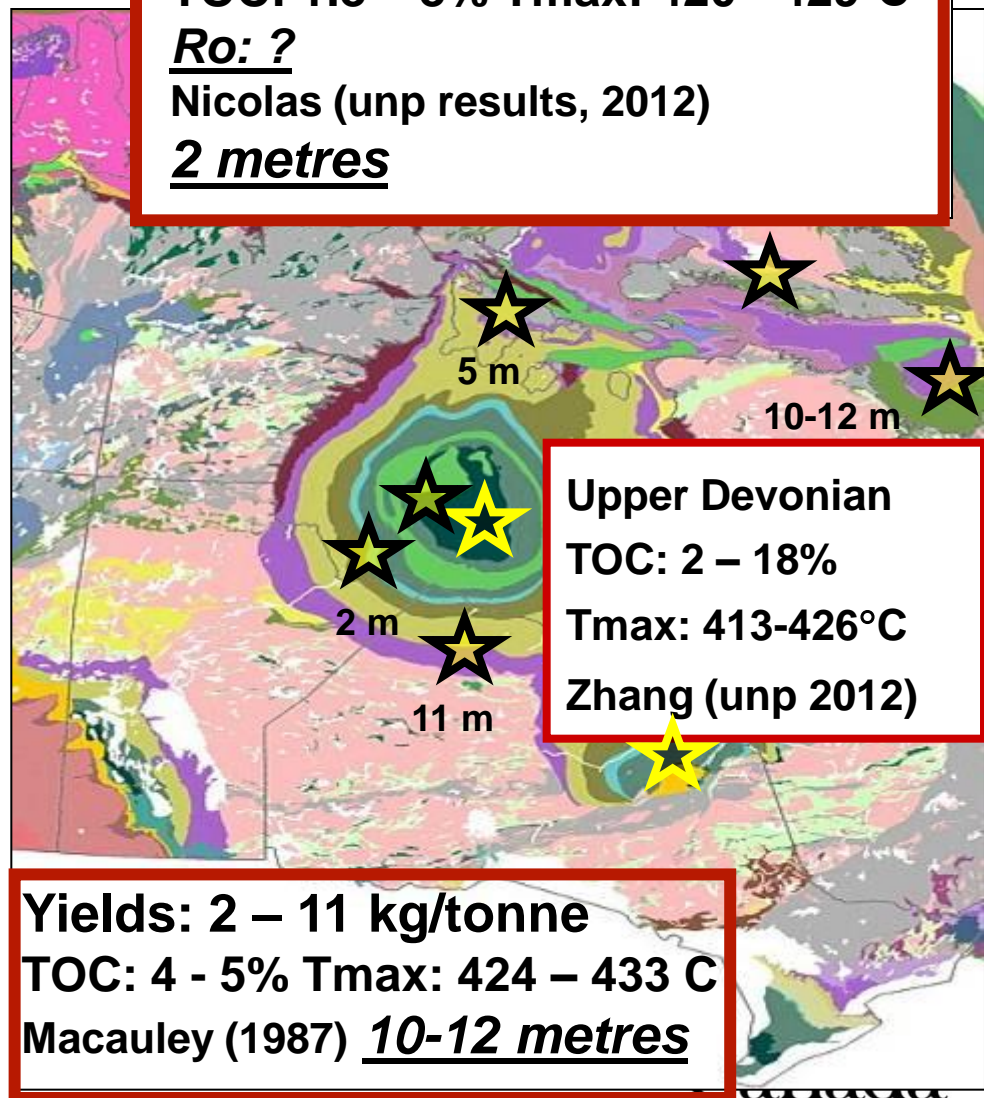 Ro: ?
Nicolas (unp results, 2012)
2 metres
5 m
10-12 m
Upper Devonian
TOC: 2 – 18%
Tmax: 413-426°C
Zhang (unp 2012)
2 m
11 m
Yields: 2 – 11 kg/tonne
TOC: 4 - 5% Tmax: 424 – 433 C
Macauley (1987) 10-12 metres